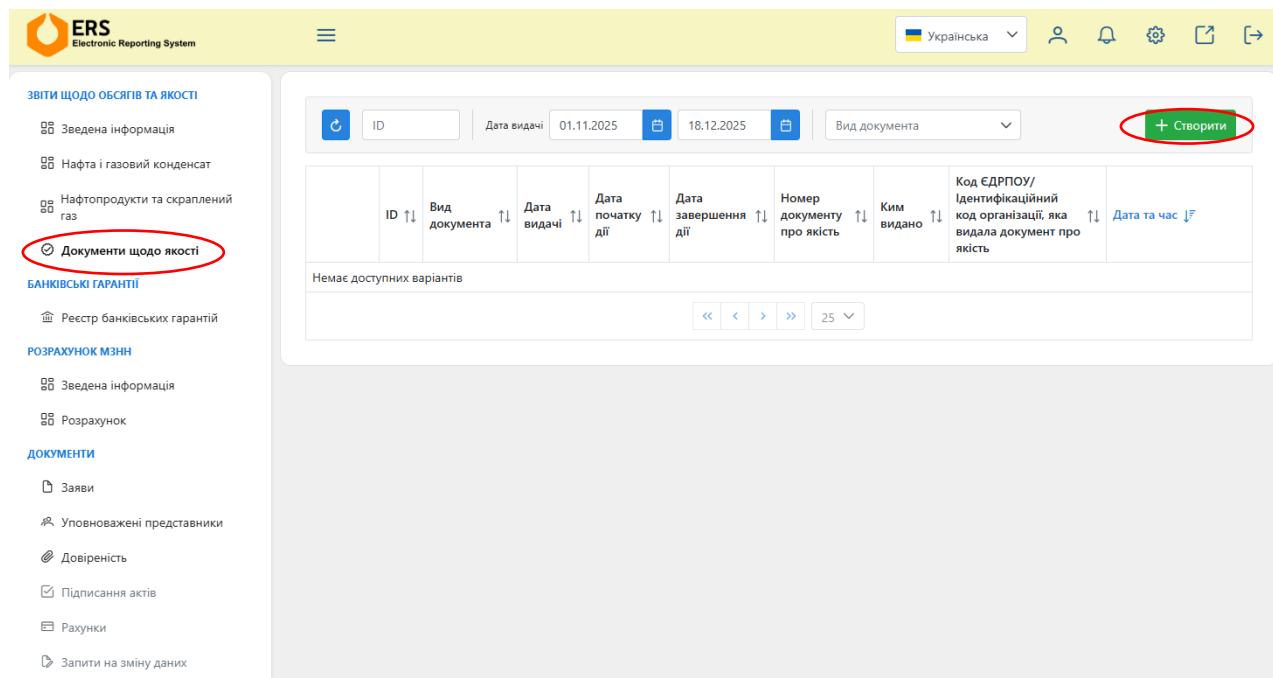 ERS
Electronic Reporting System
Українська
ЗВІТИ ЩОДО ОБСЯГІВ ТА ЯКОСТІ
Зведена інформація
Нафта і газовий конденсат
Нафтопродукти та скраплений
газ
Документи щодо якості
БАНКІВСЬКІ ГАРАНТІЇ
Реєстр банківських гарантій
РОЗРАХУНОК МЗНН
Зведена інформація
Розрахунок
ДОКУМЕНТИ
Заяви
Уповноважені представники
Довіреність
Підписання актів
Рахунки
Запити на зміну даних
ID
Дата видачі
01.11.2025
18.12.2025
Вид документа
+ Створити
ID
Вид
документа
Дата
видачі
Дата
початку
дії
Дата
завершення
дії
Номер
документу
про якість
Ким
видано
Код ЄДРПОУ/
Ідентифікаційний
код організації, яка
видала документ про
якість
Дата та час
Немає доступних варіантів
25